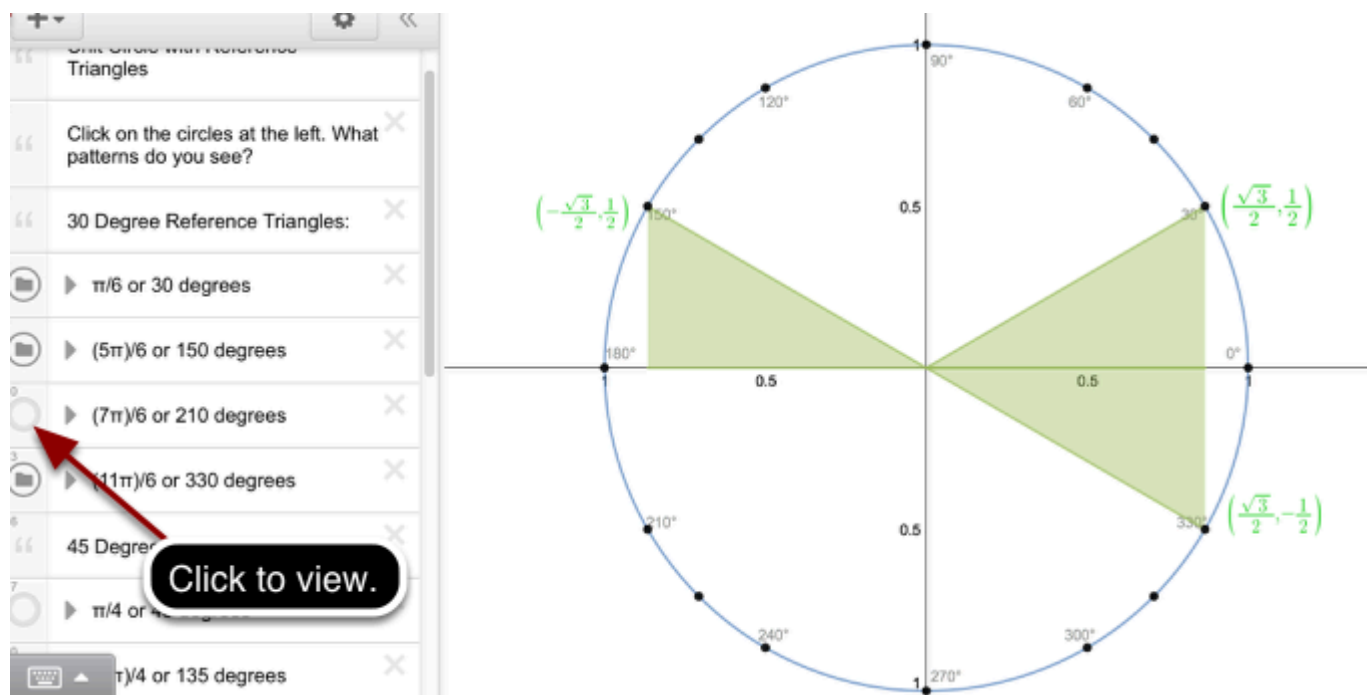 Unit Circle with Reference
Triangles
Click on the circles at the left. What
patterns do you see?
30 Degree Reference Triangles:
π/6 or 30 degrees
(5π)/6 or 150 degrees
(7π)/6 or 210 degrees
(11π)/6 or 330 degrees
45 Degre
Click to view.
π/4 or 45 degrees
π)/4 or 135 degrees
1
90°
120°
60°
(-√3/2, 1/2)
150°
0.5
30°
(√3/2, 1/2)
180°
0°
1
0.5
0.5
1
210°
0.5
330°
(√3/2, -1/2)
240°
300°
1
270°